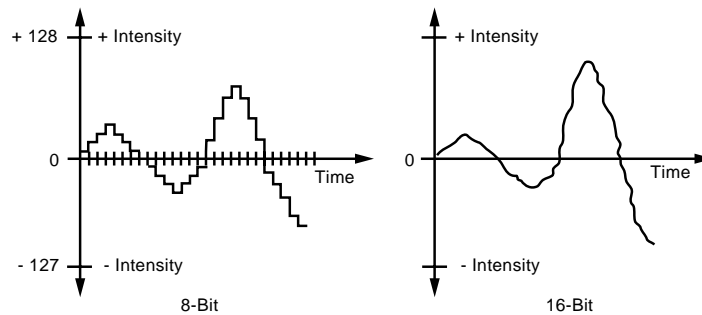 + 128
+ Intensity
0
Time
- 127
- Intensity
8-Bit
+ Intensity
0
Time
- Intensity
16-Bit